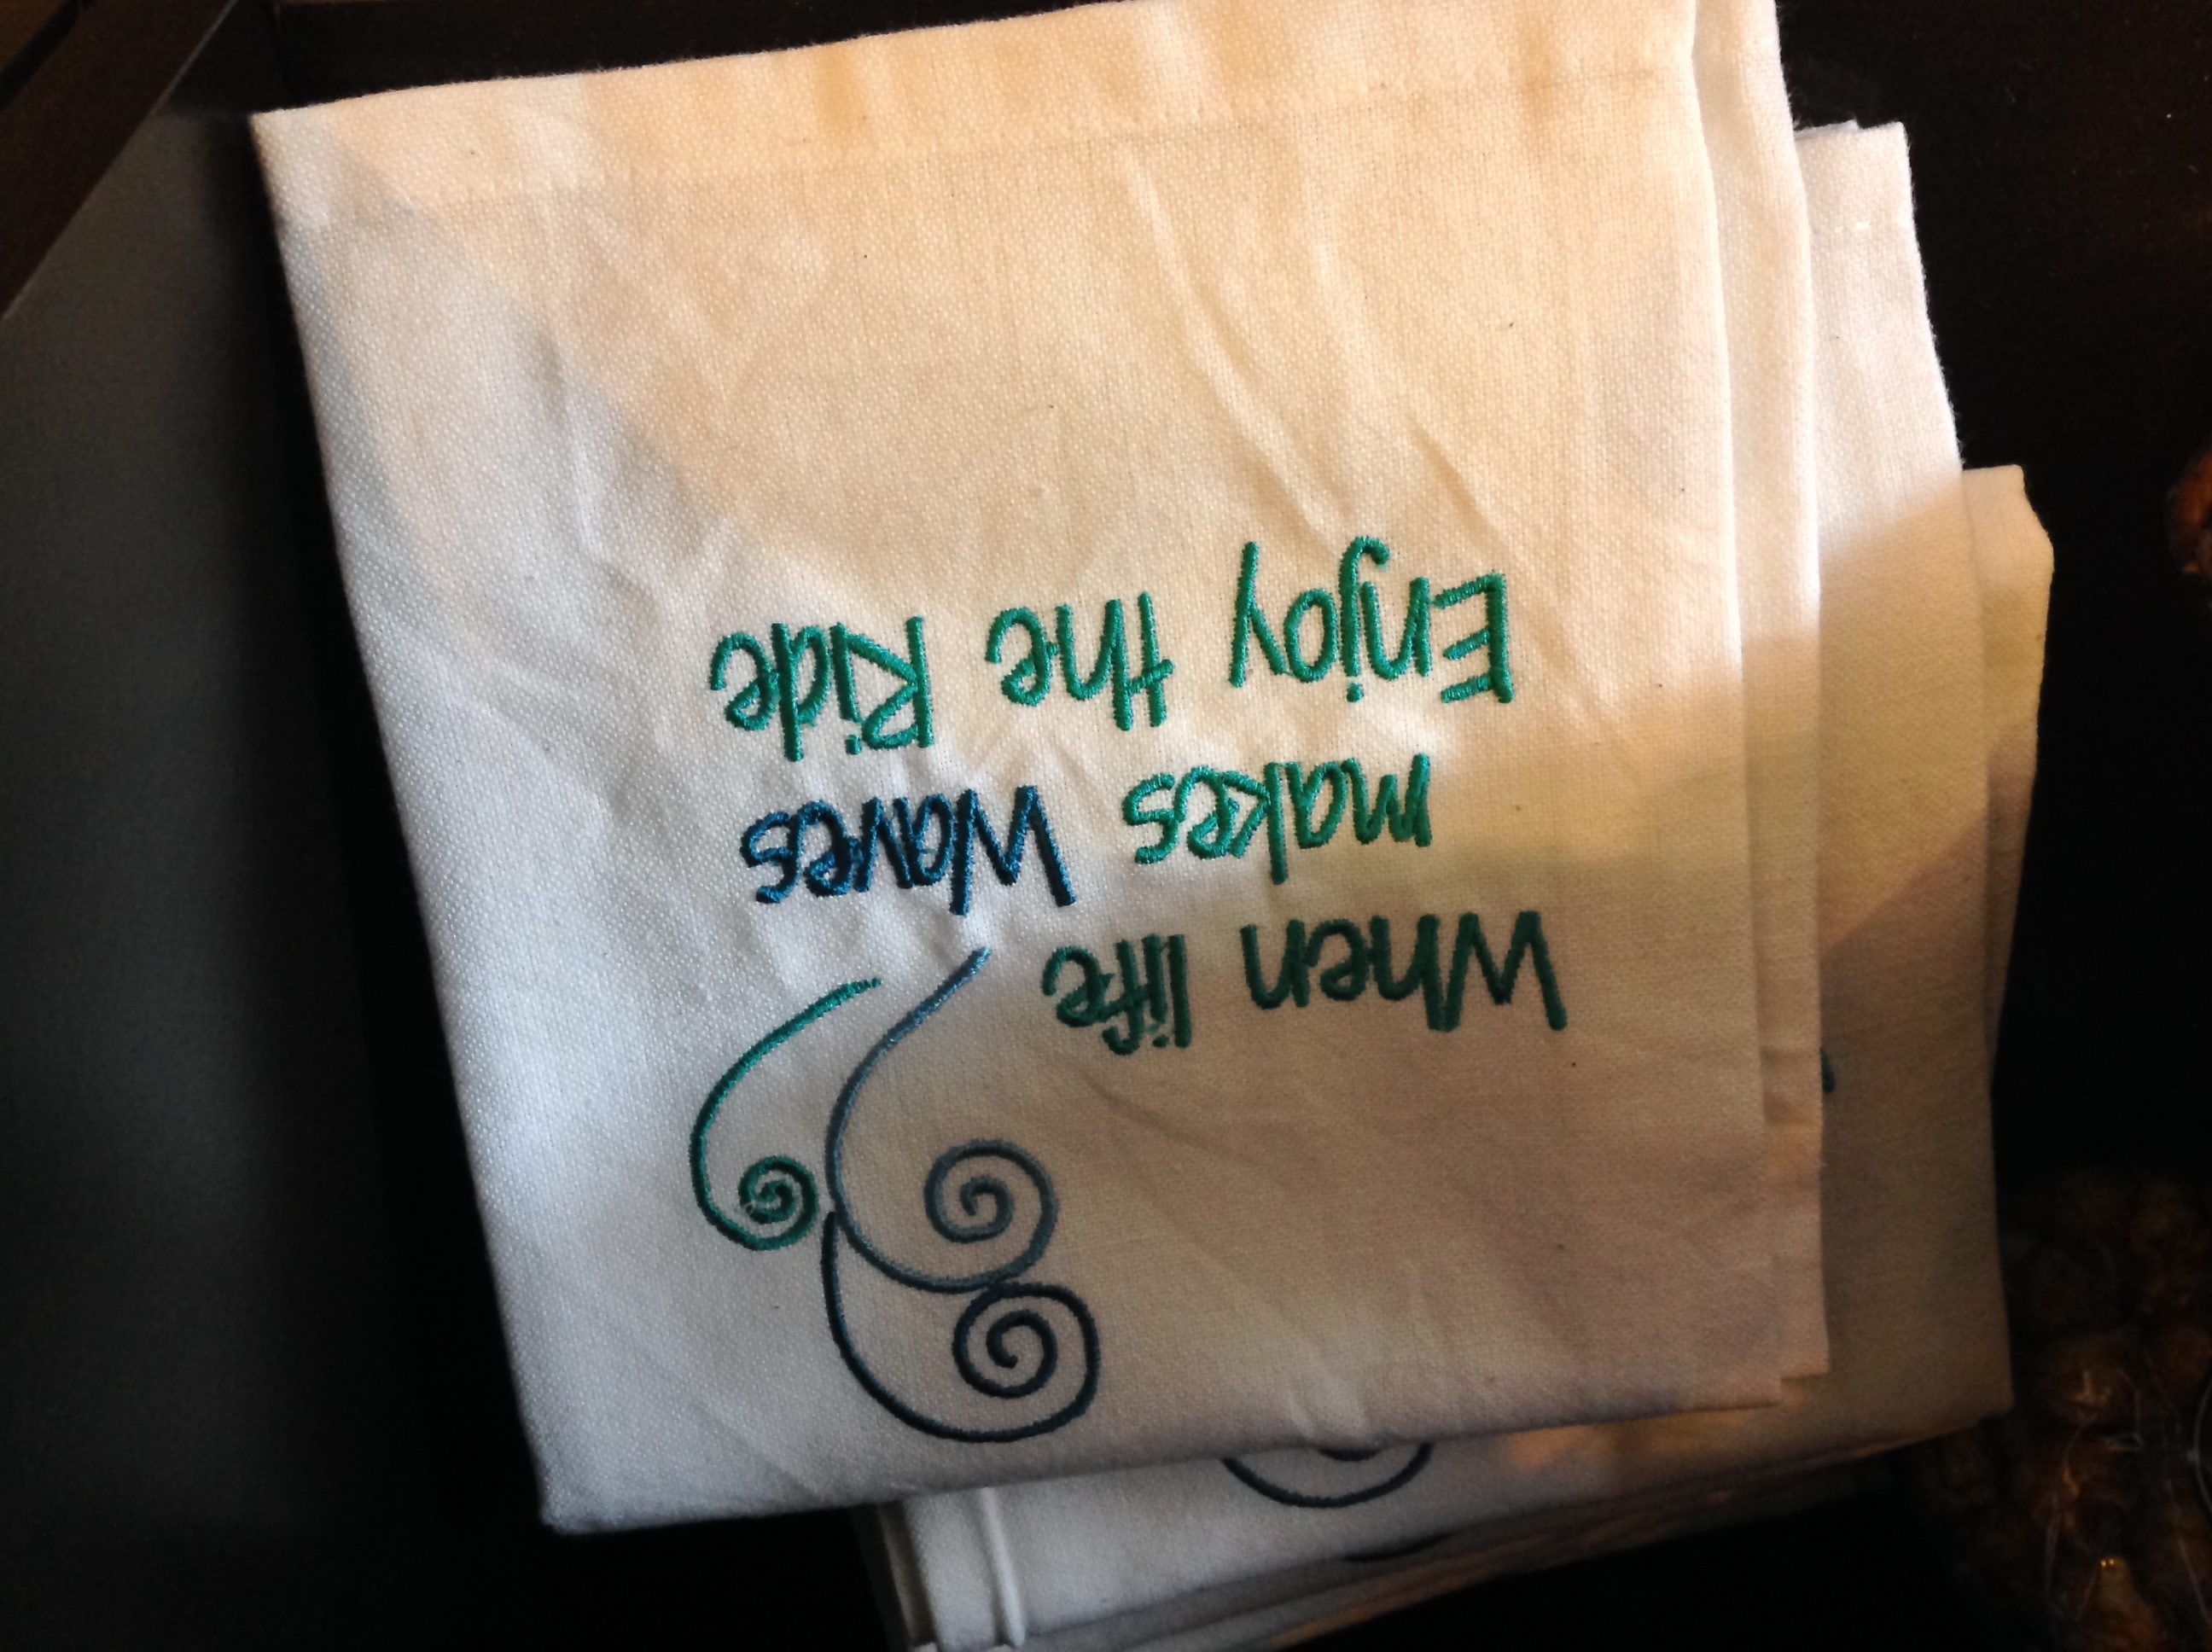 When life
makes Waves
Enjoy the Ride